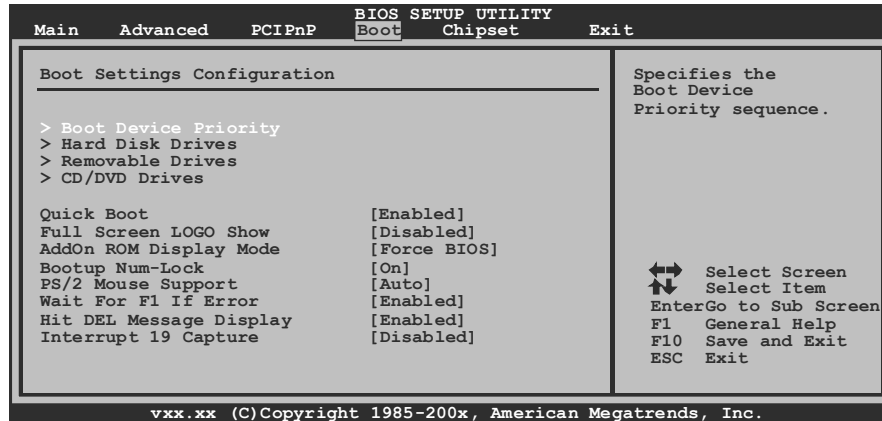 BIOS SETUP UTILITY
Main Advanced PCIPnP Boot Chipset Exit
Boot Settings Configuration
> Boot Device Priority
> Hard Disk Drives
> Removable Drives
> CD/DVD Drives
Quick Boot [Enabled]
Full Screen LOGO Show [Disabled]
AddOn ROM Display Mode [Force BIOS]
Bootup Num-Lock [On]
PS/2 Mouse Support [Auto]
Wait For F1 If Error [Enabled]
Hit DEL Message Display [Enabled]
Interrupt 19 Capture [Disabled]
Specifies the
Boot Device
Priority sequence.
Select Screen
Select Item
EnterGo to Sub Screen
F1 General Help
F10 Save and Exit
ESC Exit
vxx.xx (C)Copyright 1985-200x, American Megatrends, Inc.